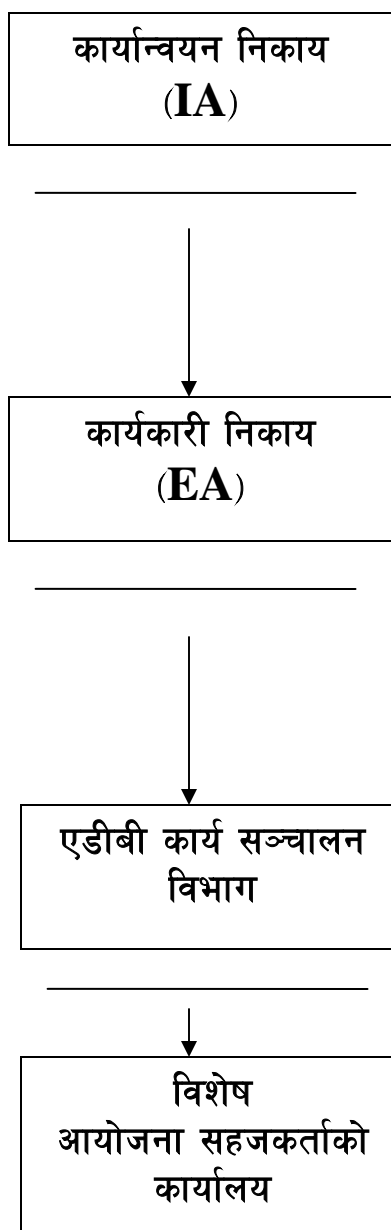 कार्यान्वयन निकाय
(IA)
कार्यकारी निकाय
(EA)
एडीबी कार्य सञ्चालन
विभाग
विशेष
आयोजना सहजकर्ताको
कार्यालय